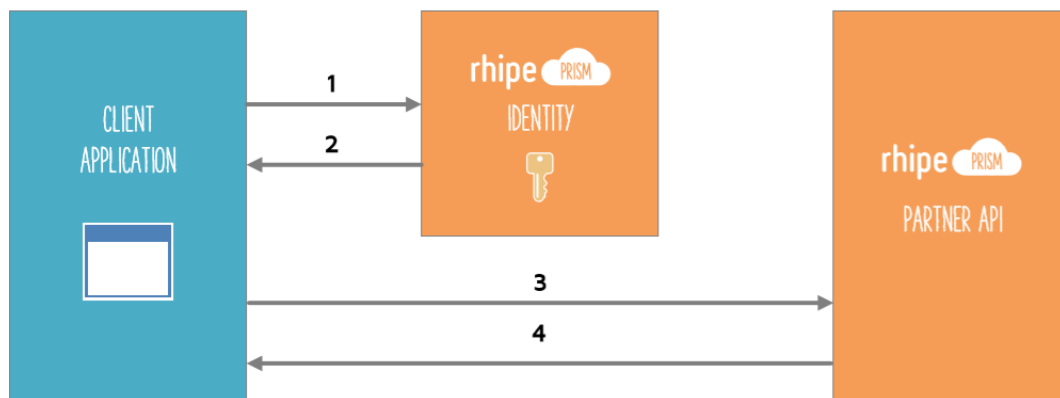 CLIENT
APPLICATION
1
2
rhipe PRISM
IDENTITY
3
4
rhipe PRISM
PARTNER API